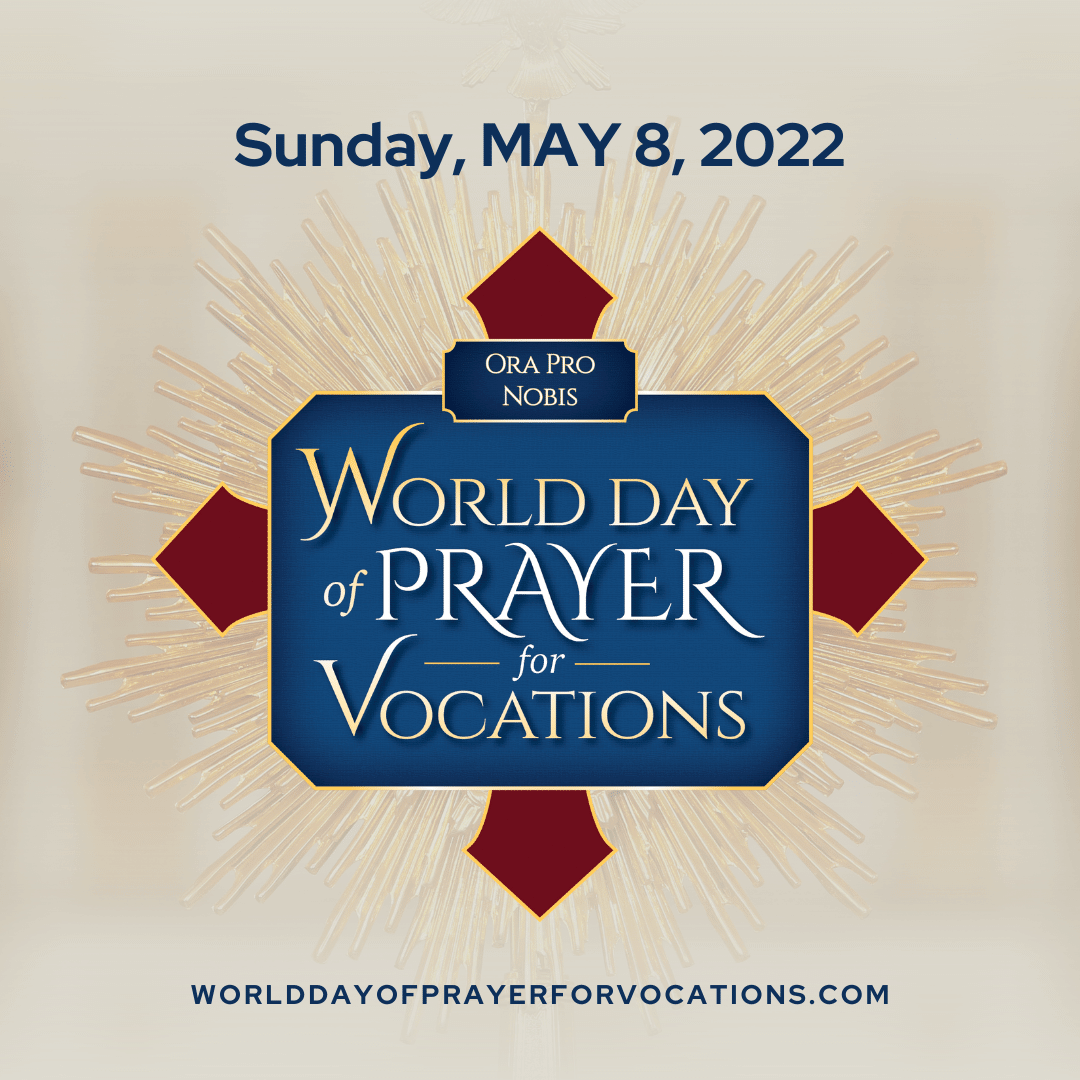 Sunday, MAY 8, 2022
ORA PRO
NOBIS
WORLD DAY
of PRAYER
for
VOCATIONS
WORLDDAYOFPRAYERFORVOCATIONS.COM